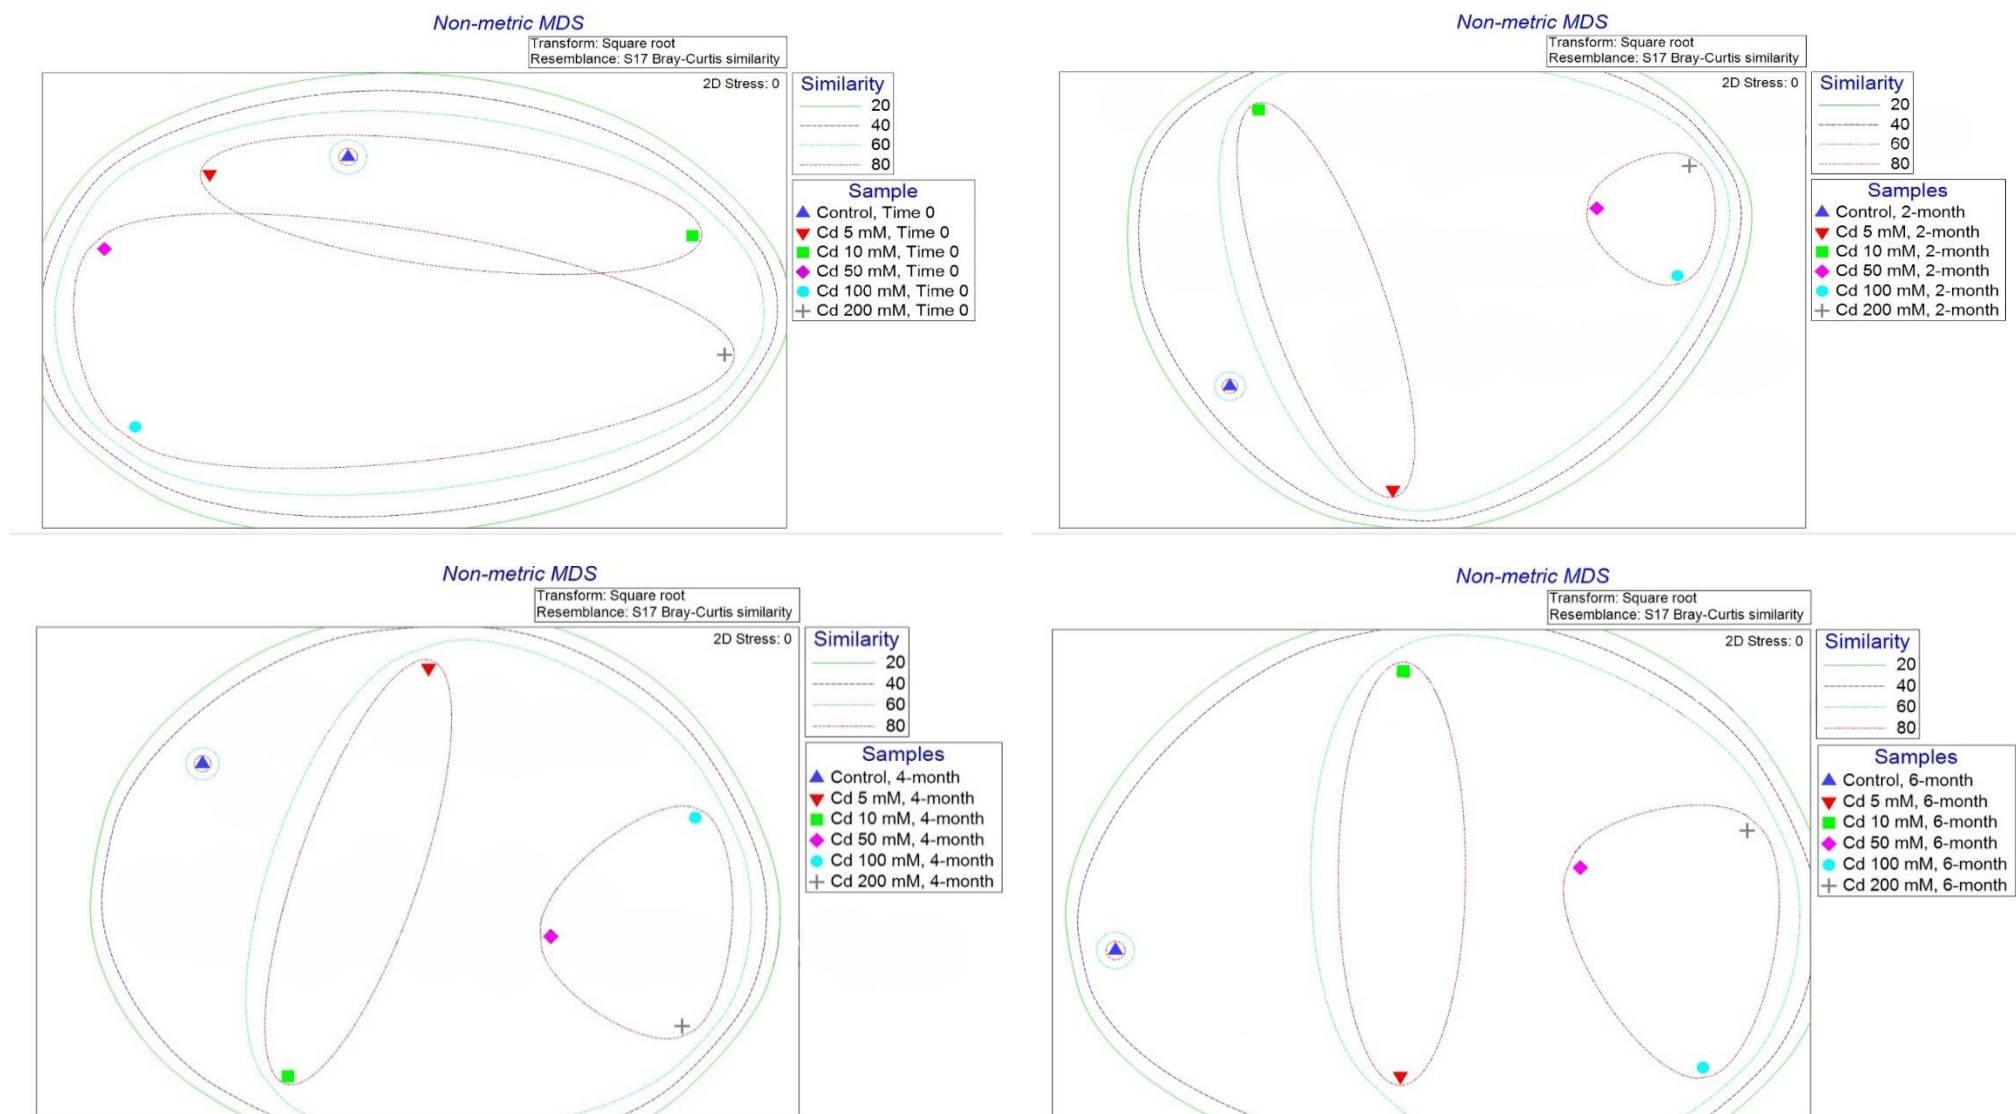 Non-metric MDS
Transform: Square root
Resemblance: S17 Bray-Curtis similarity
2D Stress: 0
Similarity
20
40
60
80
Sample
Control, Time 0
Cd 5 mM, Time 0
Cd 10 mM, Time 0
Cd 50 mM, Time 0
Cd 100 mM, Time 0
Cd 200 mM, Time 0
Non-metric MDS
Transform: Square root
Resemblance: S17 Bray-Curtis similarity
2D Stress: 0
Similarity
20
40
60
80
Samples
Control, 2-month
Cd 5 mM, 2-month
Cd 10 mM, 2-month
Cd 50 mM, 2-month
Cd 100 mM, 2-month
Cd 200 mM, 2-month
Non-metric MDS
Transform: Square root
Resemblance: S17 Bray-Curtis similarity
2D Stress: 0
Similarity
20
40
60
80
Samples
Control, 4-month
Cd 5 mM, 4-month
Cd 10 mM, 4-month
Cd 50 mM, 4-month
Cd 100 mM, 4-month
Cd 200 mM, 4-month
Non-metric MDS
Transform: Square root
Resemblance: S17 Bray-Curtis similarity
2D Stress: 0
Similarity
20
40
60
80
Samples
Control, 6-month
Cd 5 mM, 6-month
Cd 10 mM, 6-month
Cd 50 mM, 6-month
Cd 100 mM, 6-month
Cd 200 mM, 6-month